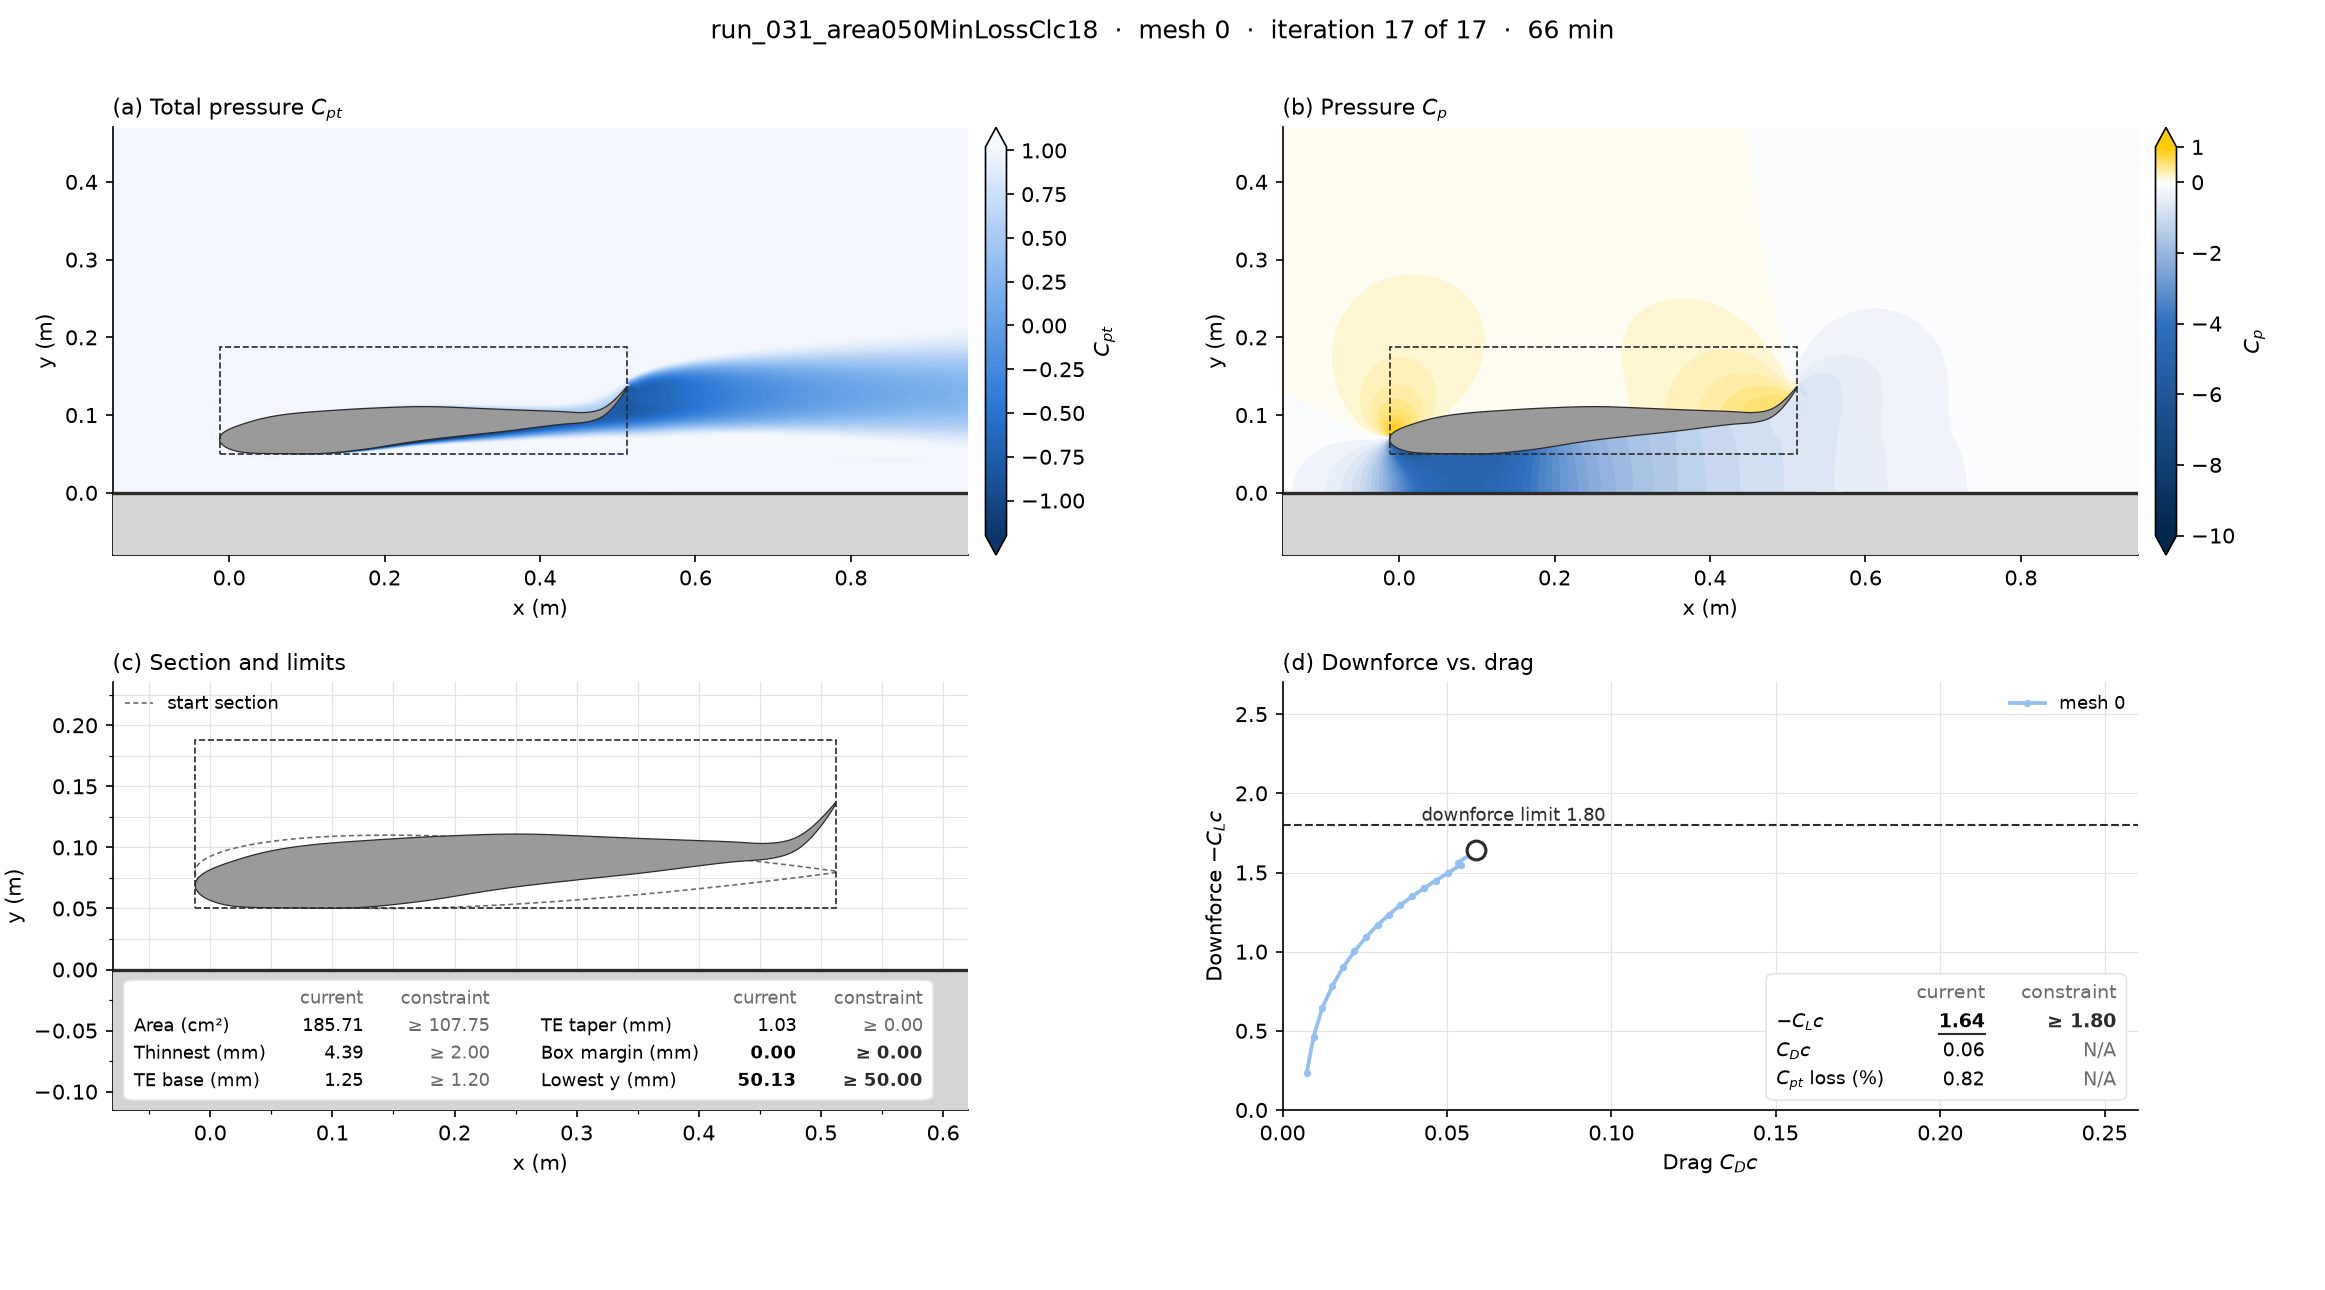 run_031_area050MinLossClc18 · mesh 0 · iteration 17 of 17 · 66 min
(a) Total pressure Cpt
0.4
0.3
0.2
0.1
0.0
y (m)
0.0 0.2 0.4 0.6 0.8
x (m)
1.00
0.75
0.50
0.25
0.00
−0.25
−0.50
−0.75
−1.00
Cpt
(b) Pressure Cp
0.4
0.3
0.2
0.1
0.0
y (m)
0.0 0.2 0.4 0.6 0.8
x (m)
1
0
−2
−4
−6
−8
−10
Cp
(c) Section and limits
start section
0.20
0.15
0.10
0.05
0.00
−0.05
−0.10
y (m)
current constraint current constraint
Area (cm²) 185.71 ≥ 107.75 TE taper (mm) 1.03 ≥ 0.00
Thinnest (mm) 4.39 ≥ 2.00 Box margin (mm) 0.00 ≥ 0.00
TE base (mm) 1.25 ≥ 1.20 Lowest y (mm) 50.13 ≥ 50.00
0.0 0.1 0.2 0.3 0.4 0.5 0.6
x (m)
(d) Downforce vs. drag
mesh 0
2.5
2.0
1.5
1.0
0.5
0.0
Downforce −CLc
downforce limit 1.80
current constraint
−CLc 1.64 ≥ 1.80
CDc 0.06 N/A
Cpt loss (%) 0.82 N/A
0.00 0.05 0.10 0.15 0.20 0.25
Drag CDc